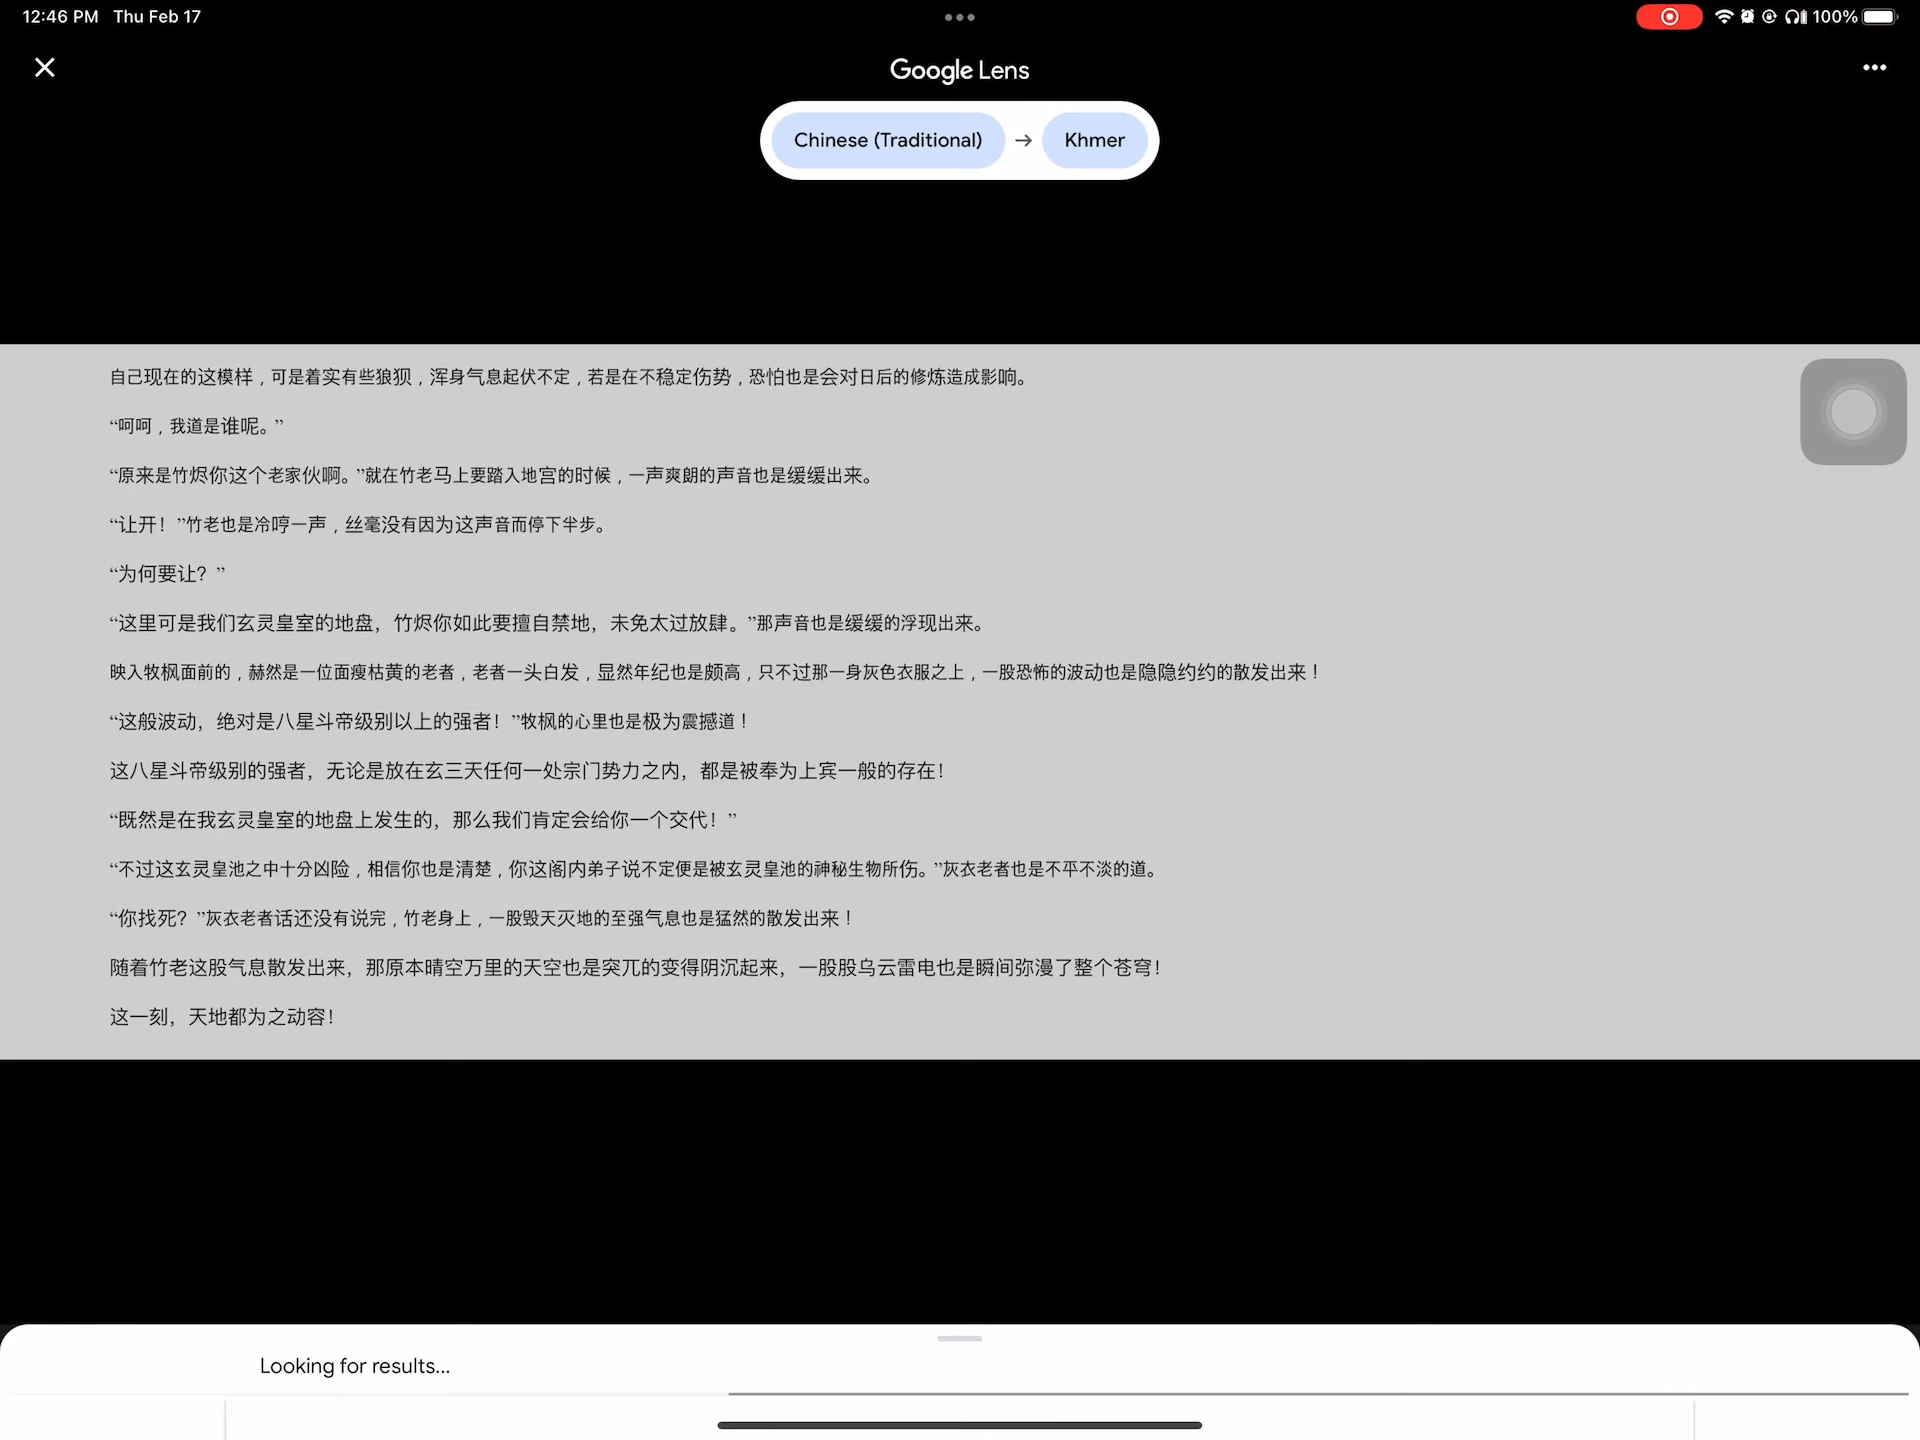 12:46 PM Thu Feb 17
100%
Google Lens
Chinese (Traditional) → Khmer
自己现在的这模样，可是着实有些狼狈，浑身气息起伏不定，若是在不稳定伤势，恐怕也是会对日后的修炼造成影响。
“呵呵，我道是谁呢。”
“原来是竹烬你这个老家伙啊。”就在竹老马上要踏入地宫的时候，一声爽朗的声音也是缓缓出来。
“让开！”竹老也是冷哼一声，丝毫没有因为这声音而停下半步。
“为何要让？”
“这里可是我们玄灵皇室的地盘，竹烬你如此要擅自禁地，未免太过放肆。”那声音也是缓缓的浮现出来。
映入牧枫面前的，赫然是一位面瘦枯黄的老者，老者一头白发，显然年纪也是颇高，只不过那一身灰色衣服之上，一股恐怖的波动也是隐隐约约的散发出来！
“这般波动，绝对是八星斗帝级别以上的强者！”牧枫的心里也是极为震撼道！
这八星斗帝级别的强者，无论是放在玄三天任何一处宗门势力之内，都是被奉为上宾一般的存在！
“既然是在我玄灵皇室的地盘上发生的，那么我们肯定会给你一个交代！”
“不过这玄灵皇池之中十分凶险，相信你也是清楚，你这阁内弟子说不定便是被玄灵皇池的神秘生物所伤。”灰衣老者也是不平不淡的道。
“你找死？”灰衣老者话还没有说完，竹老身上，一股毁天灭地的至强气息也是猛然的散发出来！
随着竹老这股气息散发出来，那原本晴空万里的天空也是突兀的变得阴沉起来，一股股乌云雷电也是瞬间弥漫了整个苍穹！
这一刻，天地都为之动容！
Looking for results...